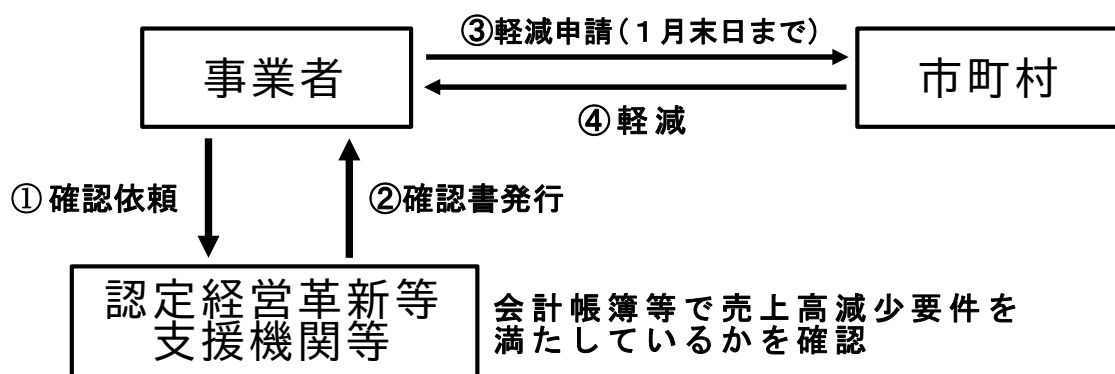 ③軽減申請(１月末日まで)
事業者
市町村
④軽減
①確認依頼
②確認書発行
認定経営革新等
支援機関等
会計帳簿等で売上高減少要件を
満たしているかを確認